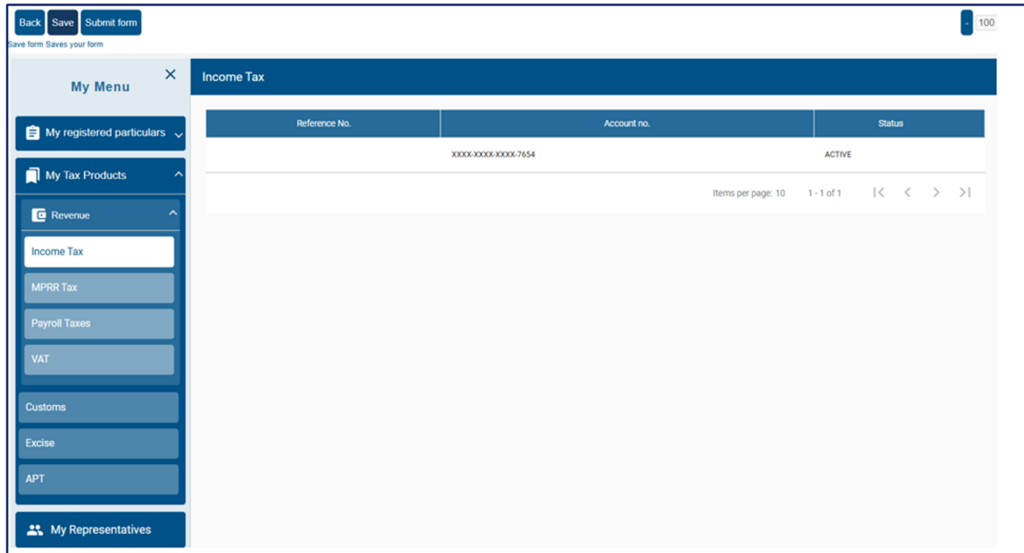 Back Save Submit form - 100
Save form Saves your form
My Menu
Income Tax
My registered particulars
Reference No. Account no. Status
XXXX-XXXX-XXXX-7654 ACTIVE
My Tax Products
Items per page: 10 1 - 1 of 1
Revenue
Income Tax
MPRR Tax
Payroll Taxes
VAT
Customs
Excise
APT
My Representatives